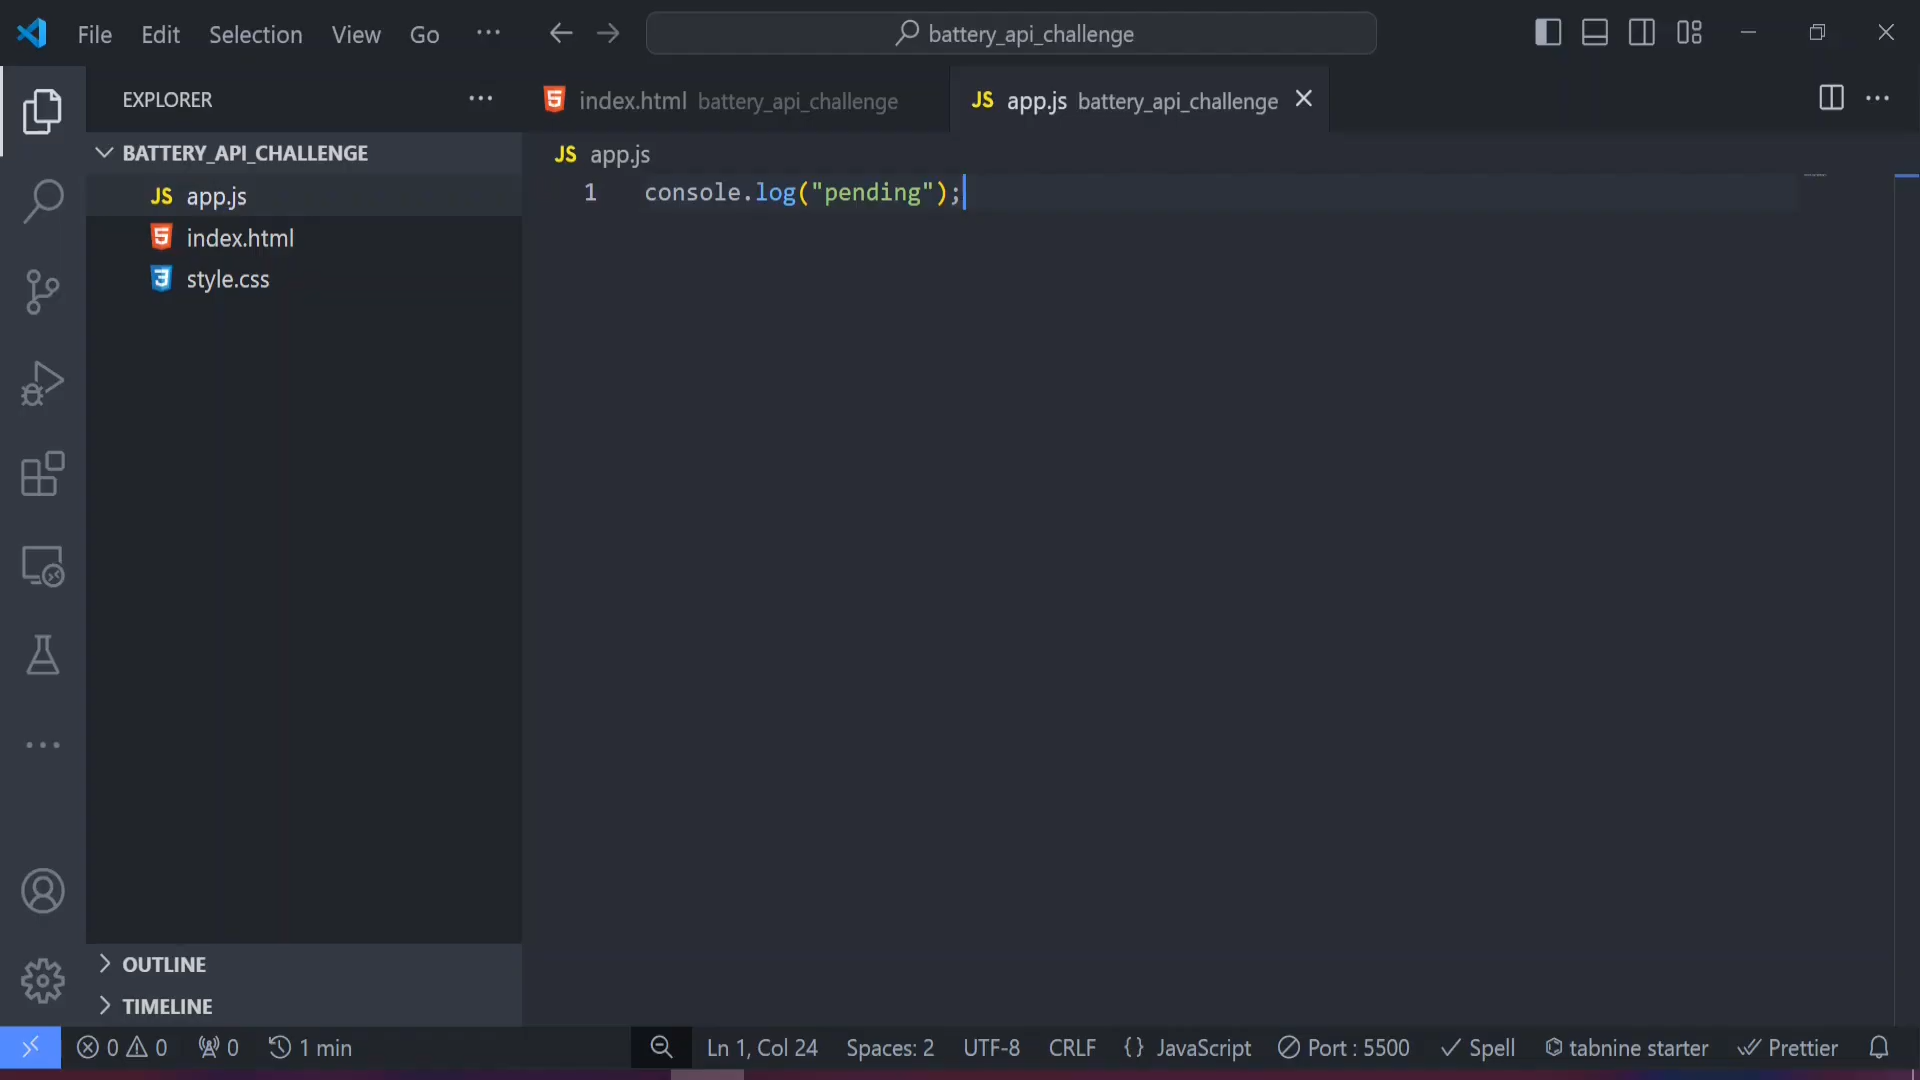 File Edit Selection View Go ... battery_api_challenge
EXPLORER ...
index.html battery_api_challenge
JS app.js battery_api_challenge
BATTERY_API_CHALLENGE
JS app.js
index.html
style.css
JS app.js
1 console.log("pending");
OUTLINE
TIMELINE
0 0 0 1 min Ln 1, Col 24 Spaces: 2 UTF-8 CRLF {} JavaScript Port : 5500 Spell tabnine starter Prettier